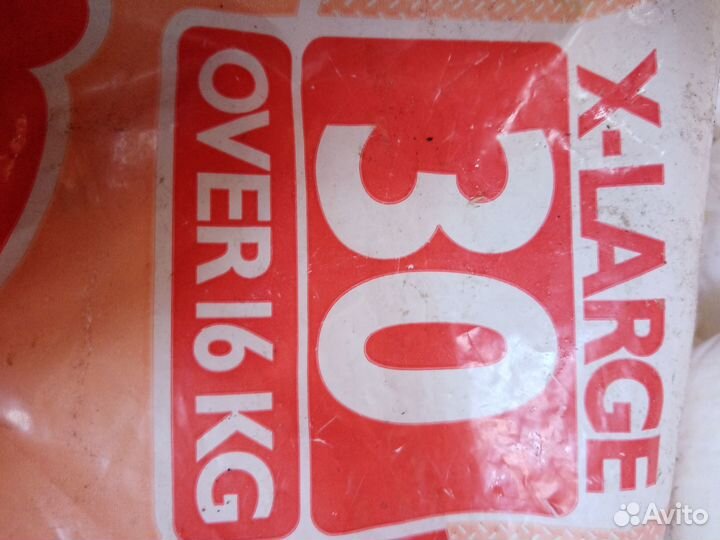 X-LARGE
30
OVER 16 KG
Avito